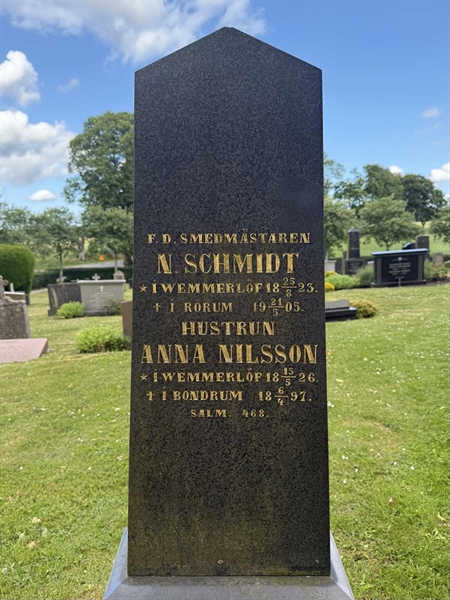 F. D. SMEDMÄSTAREN
N. SCHMIDT
* I WEMMERLÖF 18 25/8 23.
+ I RÖRUM 19 21/5 05.
HUSTRUN
ANNA NILSSON
* I WEMMERLÖF 18 15/5 26.
+ I BONDRUM 18 6/4 97.
SALM. 468.